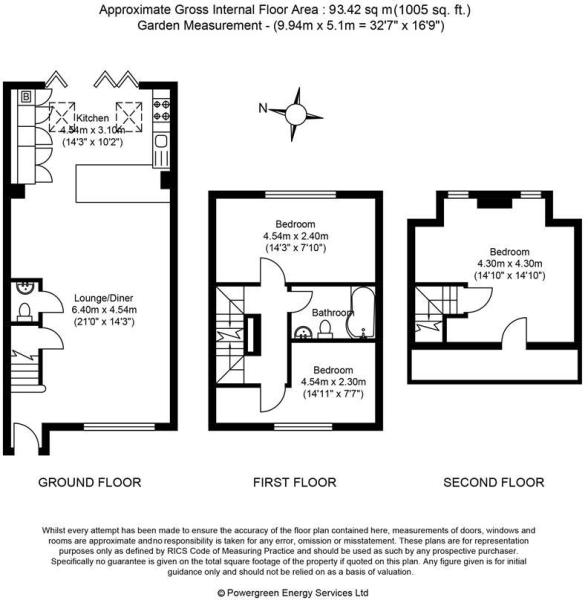 Approximate Gross Internal Floor Area : 93.42 sq m(1005 sq. ft.)
Garden Measurement - (9.94m x 5.1m = 32'7" x 16'9")
B
Kitchen
4.54m x 3.10m
(14'3" x 10'2")
N
Bedroom
4.54m x 2.40m
(14'3" x 7'10")
Bedroom
4.30m x 4.30m
(14'10" x 14'10")
Lounge/Diner
6.40m x 4.54m
(21'0" x 14'3")
Bathroom
Bedroom
4.54m x 2.30m
(14'11" x 7'7")
GROUND FLOOR
FIRST FLOOR
SECOND FLOOR
Whilst every attempt has been made to ensure the accuracy of the floor plan contained here, measurements of doors, windows and
rooms are approximate andno responsibility is taken for any error, omission or misstatement. These plans are for representation
purposes only as defined by RICS Code of Measuring Practice and should be used as such by any prospective purchaser.
Specifically no guarantee is given on the total square footage of the property if quoted on this plan. Any figure given is for initial
guidance only and should not be relied on as a basis of valuation.
© Powergreen Energy Services Ltd